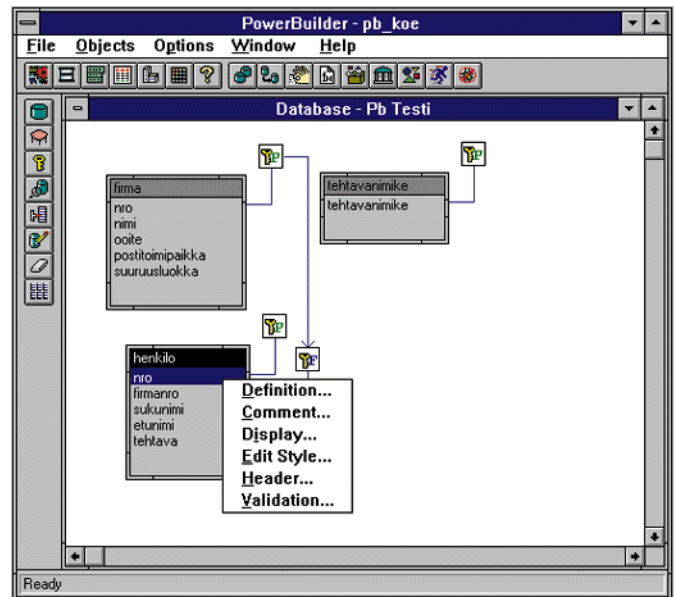 PowerBuilder - pb_koe
File Objects Options Window Help
Database - Pb Testi
P
P
firma
nro
nimi
ooite
postitoimipaikka
suuruusluokka
tehtavanimike
tehtavanimike
P
F
henkilo
nro
firmanro
sukunimi
etunimi
tehtava
Definition...
Comment...
Display...
Edit Style...
Header...
Validation...
Ready